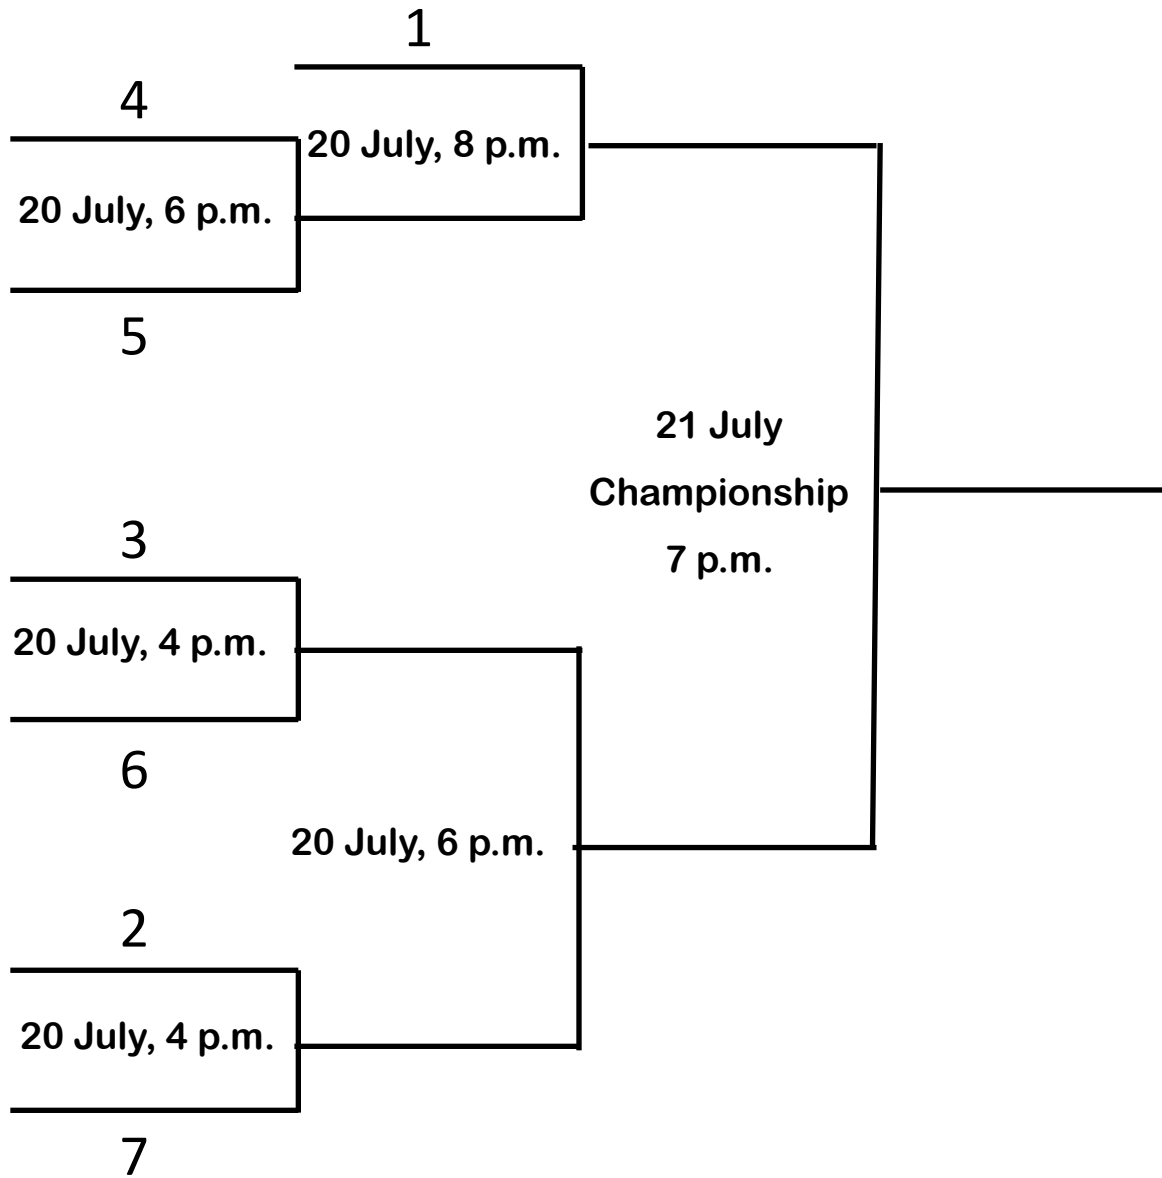 1
4
20 July, 8 p.m.
20 July, 6 p.m.
5
21 July
Championship
7 p.m.
3
20 July, 4 p.m.
6
20 July, 6 p.m.
2
20 July, 4 p.m.
7